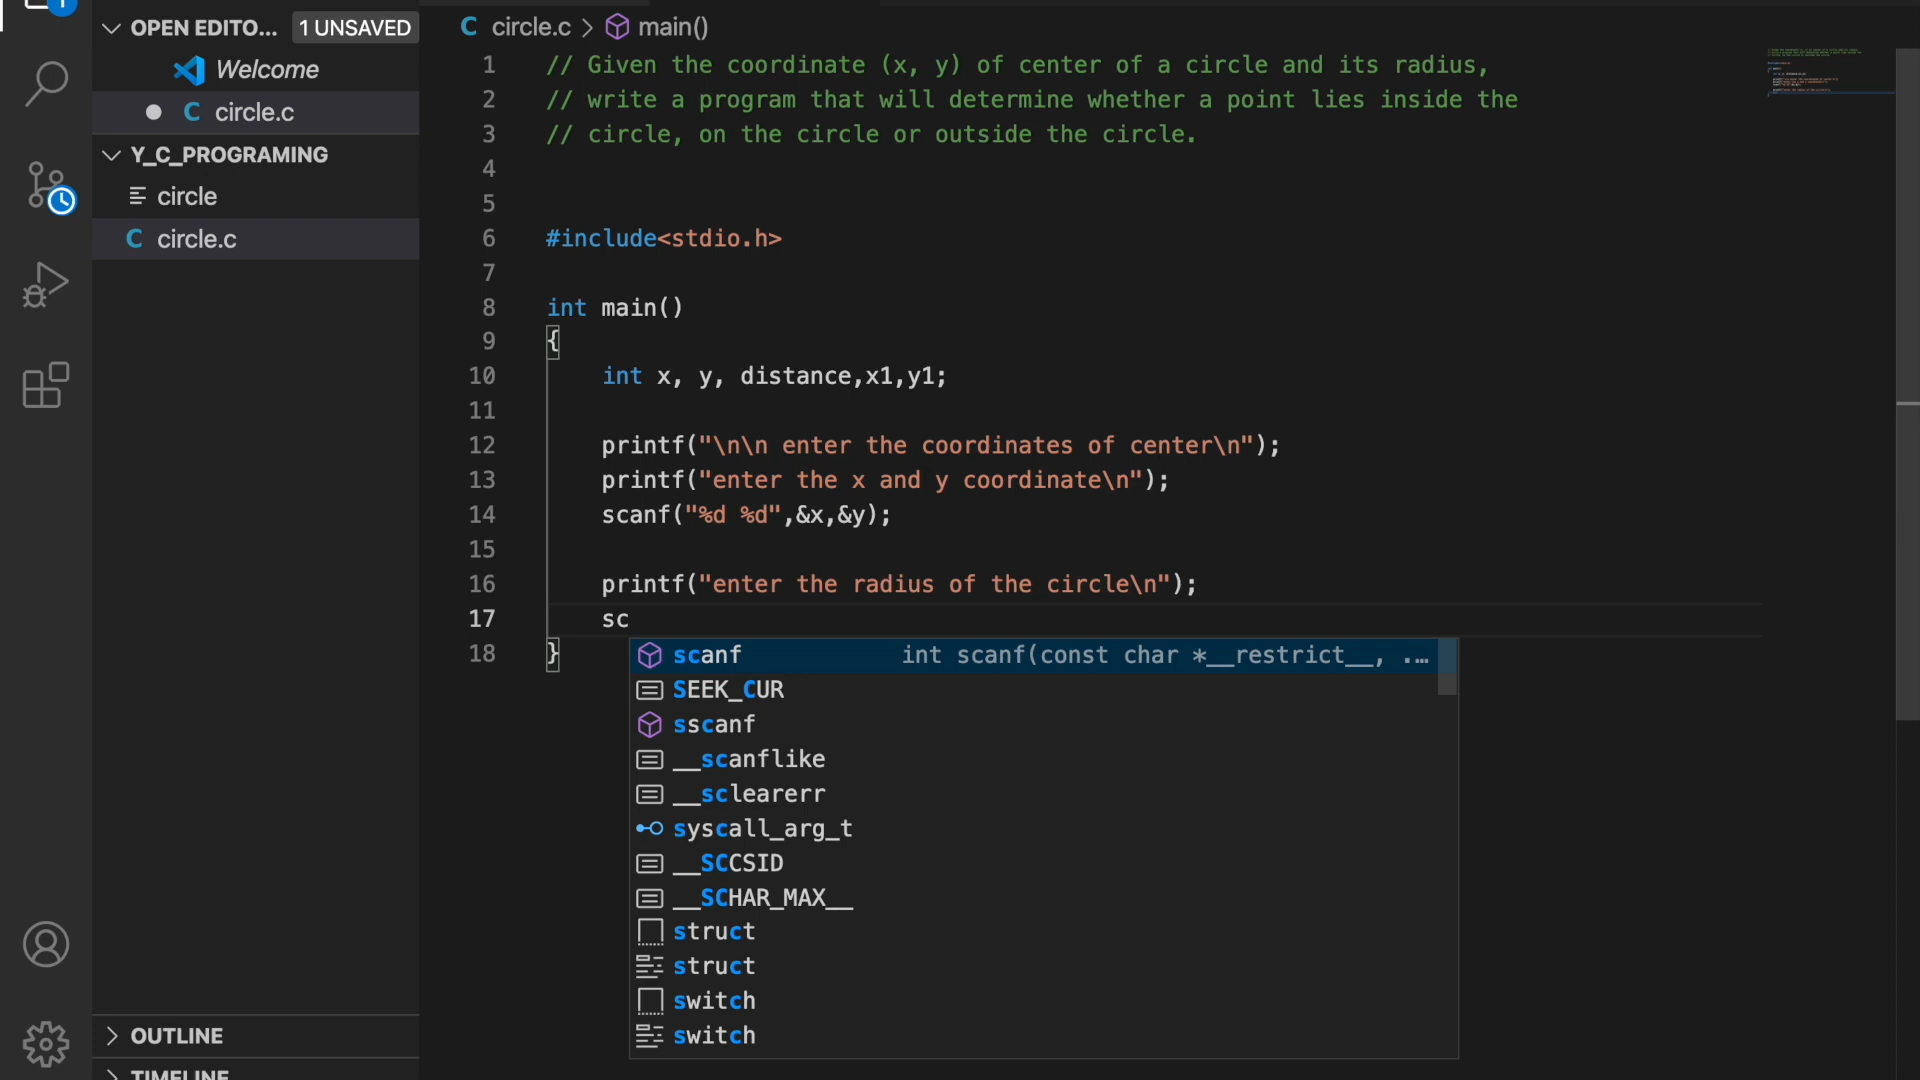 OPEN EDITO... 1 UNSAVED
Welcome
C circle.c
Y_C_PROGRAMING
circle
C circle.c
OUTLINE
TIMELINE
C circle.c > main()
1 // Given the coordinate (x, y) of center of a circle and its radius,
2 // write a program that will determine whether a point lies inside the
3 // circle, on the circle or outside the circle.
4
5
6 #include<stdio.h>
7
8 int main()
9 {
10 int x, y, distance,x1,y1;
11
12 printf("\n\n enter the coordinates of center\n");
13 printf("enter the x and y coordinate\n");
14 scanf("%d %d",&x,&y);
15
16 printf("enter the radius of the circle\n");
17 sc
18 }
scanf int scanf(const char *__restrict__, ....
SEEK_CUR
sscanf
__scanflike
__sclearerr
syscall_arg_t
__SCCSID
__SCHAR_MAX__
struct
struct
switch
switch